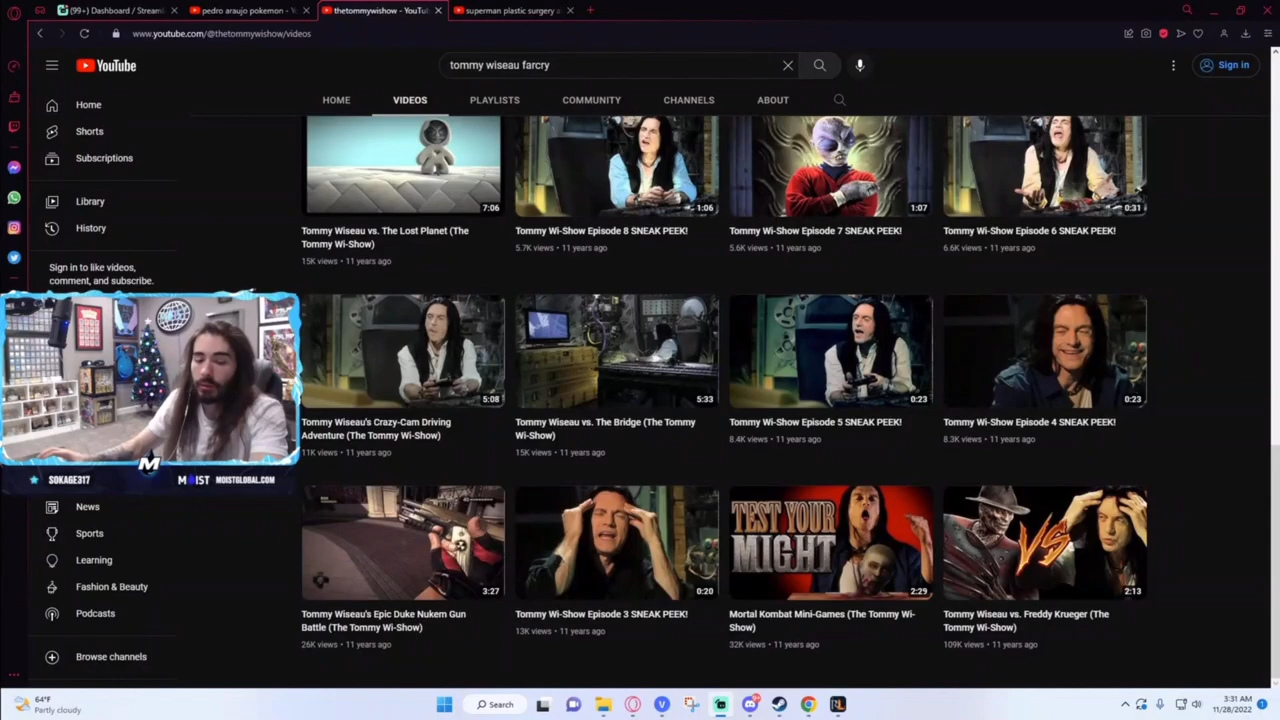 (99+) Dashboard / Streaml
pedro araujo pokemon - Y
thetommywishow - YouTu
superman plastic surgery a
www.youtube.com/@thetommywishow/videos
YouTube
tommy wiseau farcry
Sign in
HOME
VIDEOS
PLAYLISTS
COMMUNITY
CHANNELS
ABOUT
Home
Shorts
Subscriptions
Library
History
Sign in to like videos,
comment, and subscribe.
7:06
1:06
1:07
0:31
Tommy Wiseau vs. The Lost Planet (The
Tommy Wi-Show)
15K views • 11 years ago
Tommy Wi-Show Episode 8 SNEAK PEEK!
5.7K views • 11 years ago
Tommy Wi-Show Episode 7 SNEAK PEEK!
5.6K views • 11 years ago
Tommy Wi-Show Episode 6 SNEAK PEEK!
6.6K views • 11 years ago
5:08
5:33
0:23
0:23
Tommy Wiseau's Crazy-Cam Driving
Adventure (The Tommy Wi-Show)
11K views • 11 years ago
Tommy Wiseau vs. The Bridge (The Tommy
Wi-Show)
15K views • 11 years ago
Tommy Wi-Show Episode 5 SNEAK PEEK!
8.4K views • 11 years ago
Tommy Wi-Show Episode 4 SNEAK PEEK!
8.3K views • 11 years ago
M
SOKAGE317
MOIST MOISTGLOBAL.COM
News
Sports
Learning
Fashion & Beauty
Podcasts
Browse channels
3:27
0:20
TEST YOUR
MIGHT
2:29
VS
2:13
Tommy Wiseau's Epic Duke Nukem Gun
Battle (The Tommy Wi-Show)
26K views • 11 years ago
Tommy Wi-Show Episode 3 SNEAK PEEK!
13K views • 11 years ago
Mortal Kombat Mini-Games (The Tommy Wi-
Show)
32K views • 11 years ago
Tommy Wiseau vs. Freddy Krueger (The
Tommy Wi-Show)
109K views • 11 years ago
64°F
Partly cloudy
Search
3:31 AM
11/28/2022